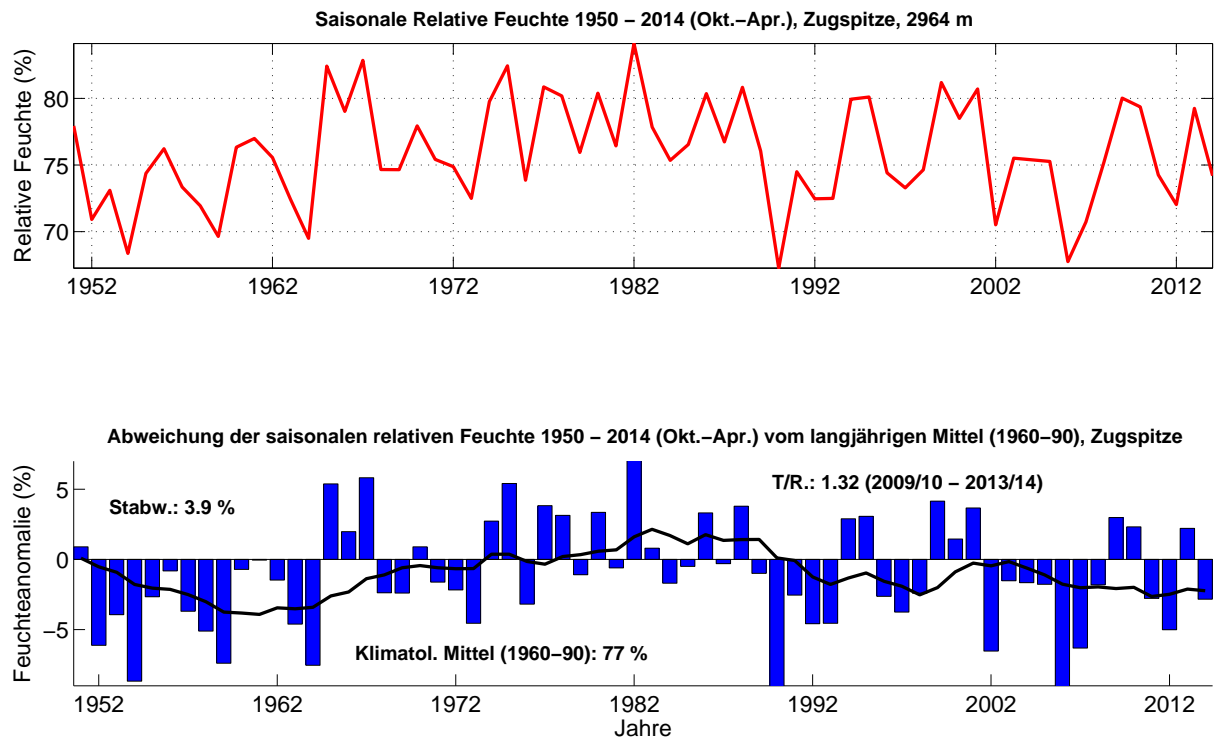 Saisonale Relative Feuchte 1950 – 2014 (Okt.–Apr.), Zugspitze, 2964 m
Relative Feuchte (%)
80
75
70
1952 1962 1972 1982 1992 2002 2012
Abweichung der saisonalen relativen Feuchte 1950 – 2014 (Okt.–Apr.) vom langjährigen Mittel (1960–90), Zugspitze
Feuchteanomalie (%)
5
0
−5
T/R.: 1.32 (2009/10 – 2013/14)
Stabw.: 3.9 %
Klimatol. Mittel (1960–90): 77 %
1952 1962 1972 1982 1992 2002 2012
Jahre